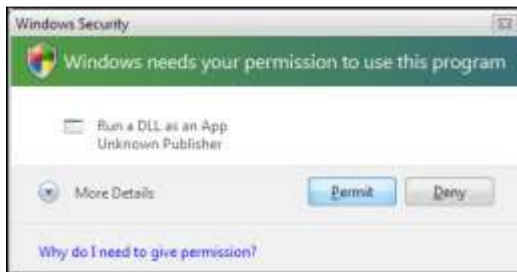 Windows Security
Windows needs your permission to use this program
Run a DLL as an App
Unknown Publisher
More Details
Permit
Deny
Why do I need to give permission?